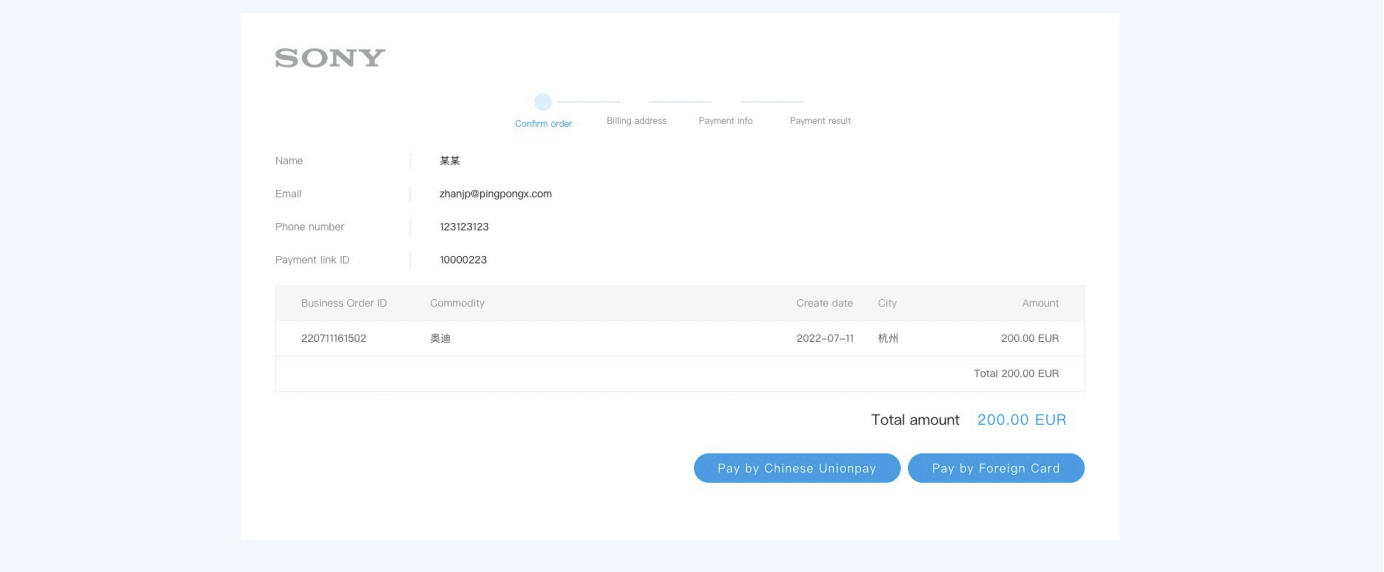 SONY
Confirm order Billing address Payment info Payment result
Name 某某
Email zhanjp@pingpongx.com
Phone number 123123123
Payment link ID 10000223
Business Order ID Commodity Create date City Amount
220711161502 奥迪 2022-07-11 杭州 200.00 EUR
Total 200.00 EUR
Total amount 200.00 EUR
Pay by Chinese Unionpay Pay by Foreign Card